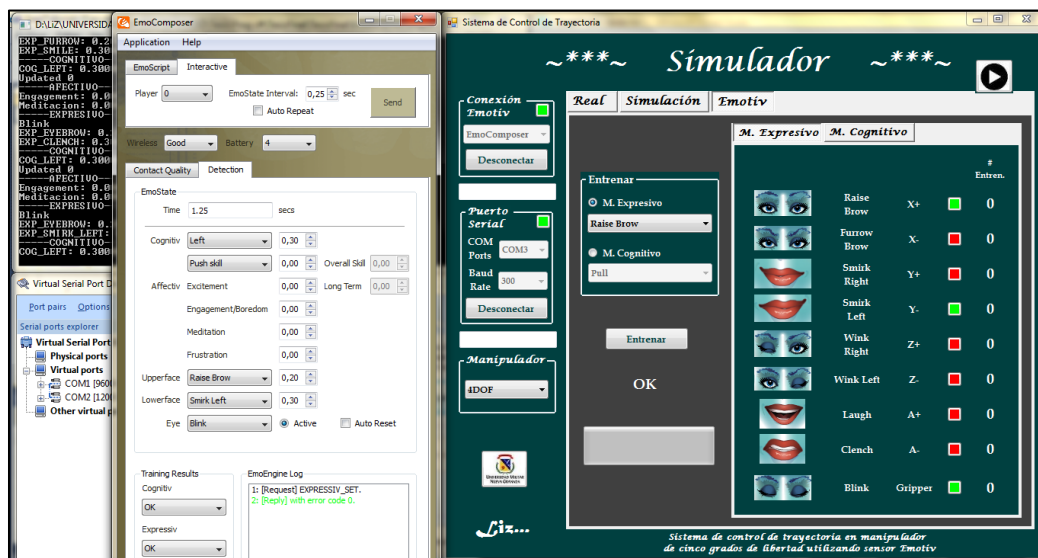 D:\LiZ\UNIVERSIDA
EXP_FURROW: 0.2
EXP_SMILE: 0.30
-----COGNITIVO-
COG_LEFT: 0.300
Updated 0
-----AFECTIVO--
Engagement: 0.0
Meditacion: 0.0
-----EXPRESIVO-
Blink
EXP_EYEBROW: 0.
EXP_CLENCH: 0.3
-----COGNITIVO-
COG_LEFT: 0.300
Updated 0
-----AFECTIVO--
Engagement: 0.0
Meditacion: 0.0
-----EXPRESIVO-
Blink
EXP_EYEBROW: 0.
EXP_SMIRK_LEFT:
-----COGNITIVO-
COG_LEFT: 0.300
Virtual Serial Port D
Port pairs Options
Serial ports explorer
Virtual Serial Port
Physical ports
Virtual ports
COM1 [960
COM2 [120
Other virtual p
EmoComposer
Application Help
EmoScript Interactive
Player 0 EmoState Interval: 0,25 sec
Auto Repeat
Send
Wireless Good Battery 4
Contact Quality Detection
EmoState
Time 1.25 secs
Cognitiv Left 0,30
Push skill 0,00 Overall Skill 0,00
Affectiv Excitement 0,00 Long Term 0,00
Engagement/Boredom 0,00
Meditation 0,00
Frustration 0,00
Upperface Raise Brow 0,20
Lowerface Smirk Left 0,30
Eye Blink Active Auto Reset
Training Results
Cognitiv
OK
Expressiv
OK
EmoEngine Log
1: [Request] EXPRESSIV_SET.
2: [Reply] with error code 0.
Sistema de Control de Trayectoria
~***~ Simulador ~***~
Conexión
Emotiv
EmoComposer
Desconectar
Puerto
Serial
COM
Ports
COM3
Baud
Rate
300
Desconectar
Manipulador
4DOF
Liz...
Real Simulación Emotiv
Entrenar
M. Expresivo
Raise Brow
M. Cognitivo
Pull
Entrenar
OK
M. Expresivo M. Cognitivo
#
Entren.
Raise
Brow X+ 0
Furrow
Brow X- 0
Smirk
Right Y+ 0
Smirk
Left Y- 0
Wink
Right Z+ 0
Wink Left Z- 0
Laugh A+ 0
Clench A- 0
Blink Gripper 0
Sistema de control de trayectoria en manipulador
de cinco grados de libertad utilizando sensor Emotiv